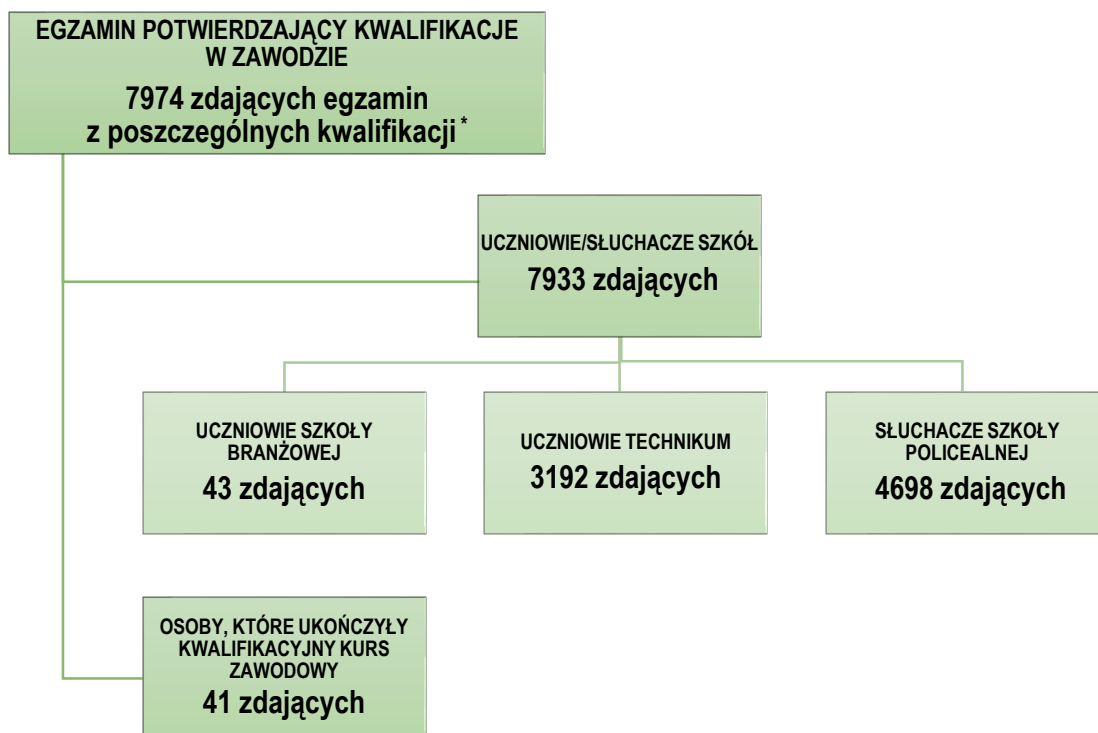 EGZAMIN POTWIERDZAJĄCY KWALIFIKACJE
W ZAWODZIE
7974 zdających egzamin
z poszczególnych kwalifikacji *
UCZNIOWIE/SŁUCHACZE SZKÓŁ
7933 zdających
UCZNIOWIE SZKOŁY
BRANŻOWEJ
43 zdających
UCZNIOWIE TECHNIKUM
3192 zdających
SŁUCHACZE SZKOŁY
POLICEALNEJ
4698 zdających
OSOBY, KTÓRE UKOŃCZYŁY
KWALIFIKACYJNY KURS
ZAWODOWY
41 zdających